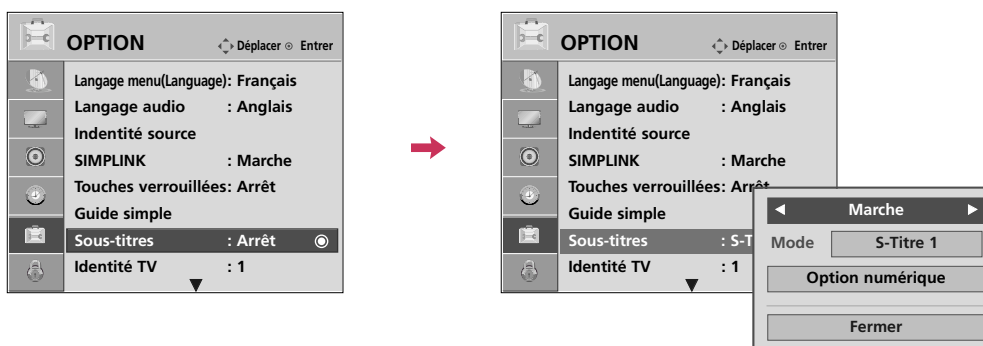 OPTION
Déplacer Entrer
Langage menu(Language): Français
Langage audio : Anglais
Indentité source
SIMPLINK : Marche
Touches verrouillées: Arrêt
Guide simple
Sous-titres : Arrêt
Identité TV : 1
OPTION
Déplacer Entrer
Langage menu(Language): Français
Langage audio : Anglais
Indentité source
SIMPLINK : Marche
Touches verrouillées: Arrêt
Guide simple
Sous-titres : S-T
Identité TV : 1
Marche
Mode S-Titre 1
Option numérique
Fermer